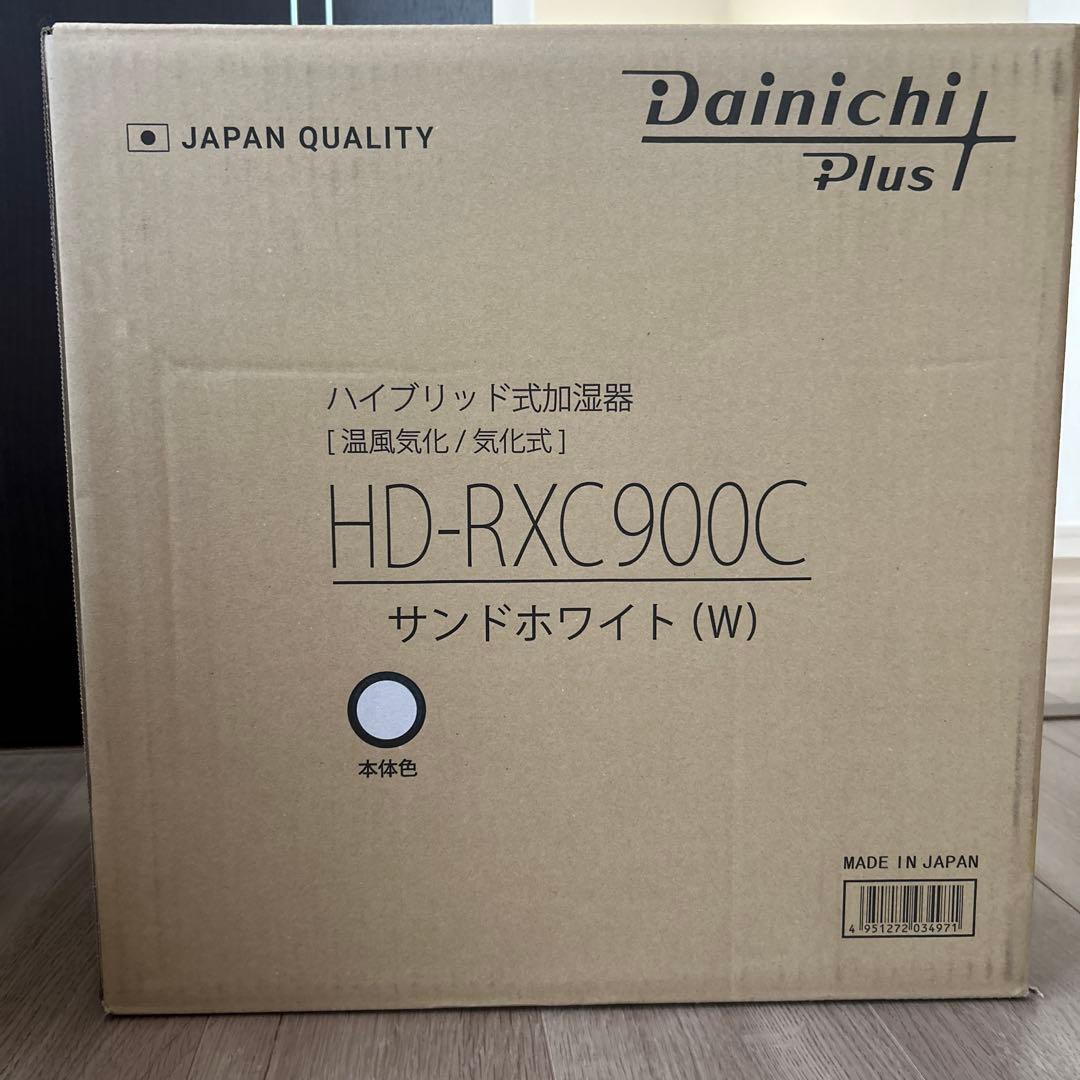 JAPAN QUALITY
Dainichi
Plus
ハイブリッド式加湿器
[ 温風気化 / 気化式 ]
HD-RXC900C
サンドホワイト(W)
本体色
MADE IN JAPAN
4 951272 034971